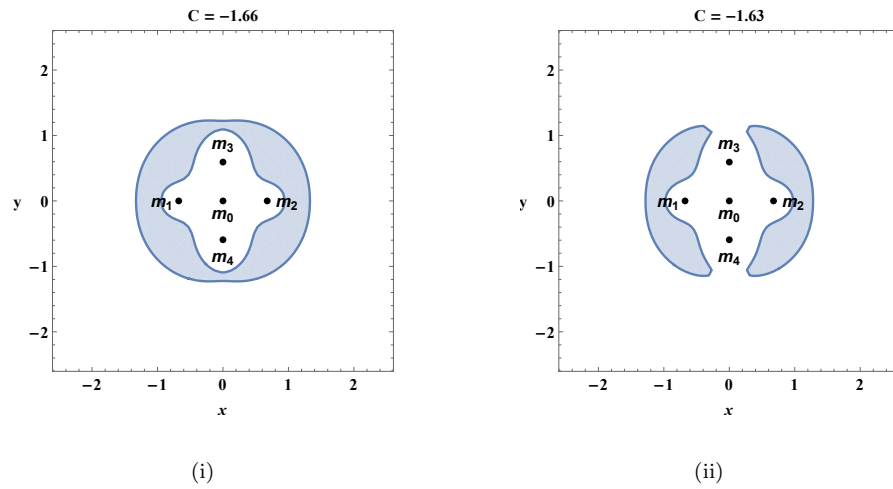 C = −1.66
2
1
0
−1
−2
y
m3
m1
m2
m0
m4
−2 −1 0 1 2
x
(i)
C = −1.63
2
1
0
−1
−2
y
m3
m1
m2
m0
m4
−2 −1 0 1 2
x
(ii)